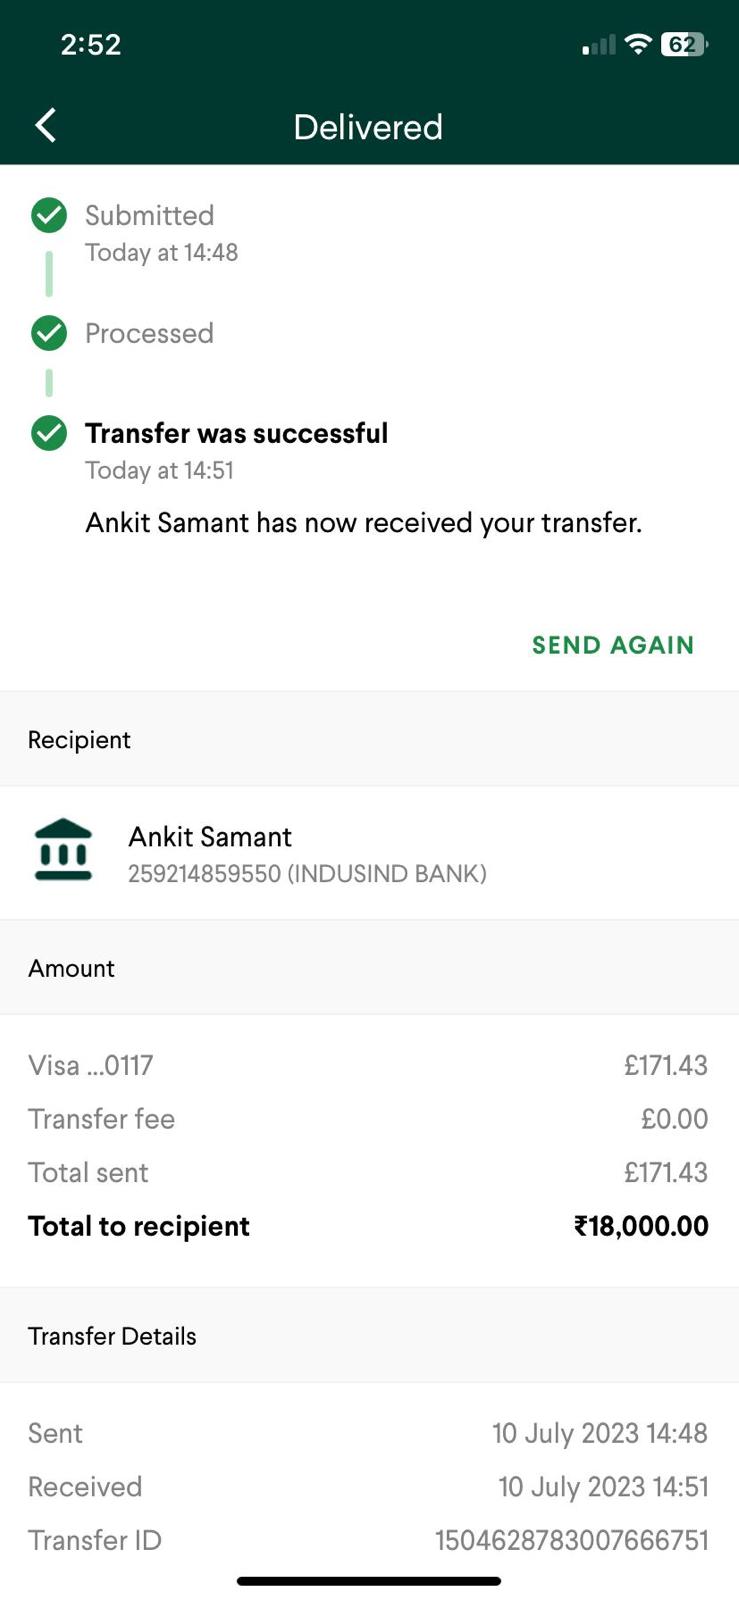 2:52
62
Delivered
Submitted
Today at 14:48
Processed
Transfer was successful
Today at 14:51
Ankit Samant has now received your transfer.
SEND AGAIN
Recipient
Ankit Samant
259214859550 (INDUSIND BANK)
Amount
Visa ...0117 £171.43
Transfer fee £0.00
Total sent £171.43
Total to recipient ₹18,000.00
Transfer Details
Sent 10 July 2023 14:48
Received 10 July 2023 14:51
Transfer ID 1504628783007666751